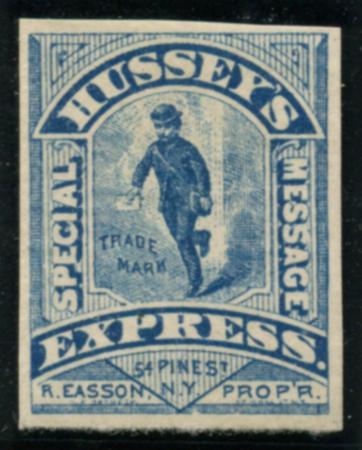 HUSSEY'S
SPECIAL
MESSAGE
TRADE
MARK
EXPRESS.
54 PINE ST
R. EASSON, N.Y. PROP'R.